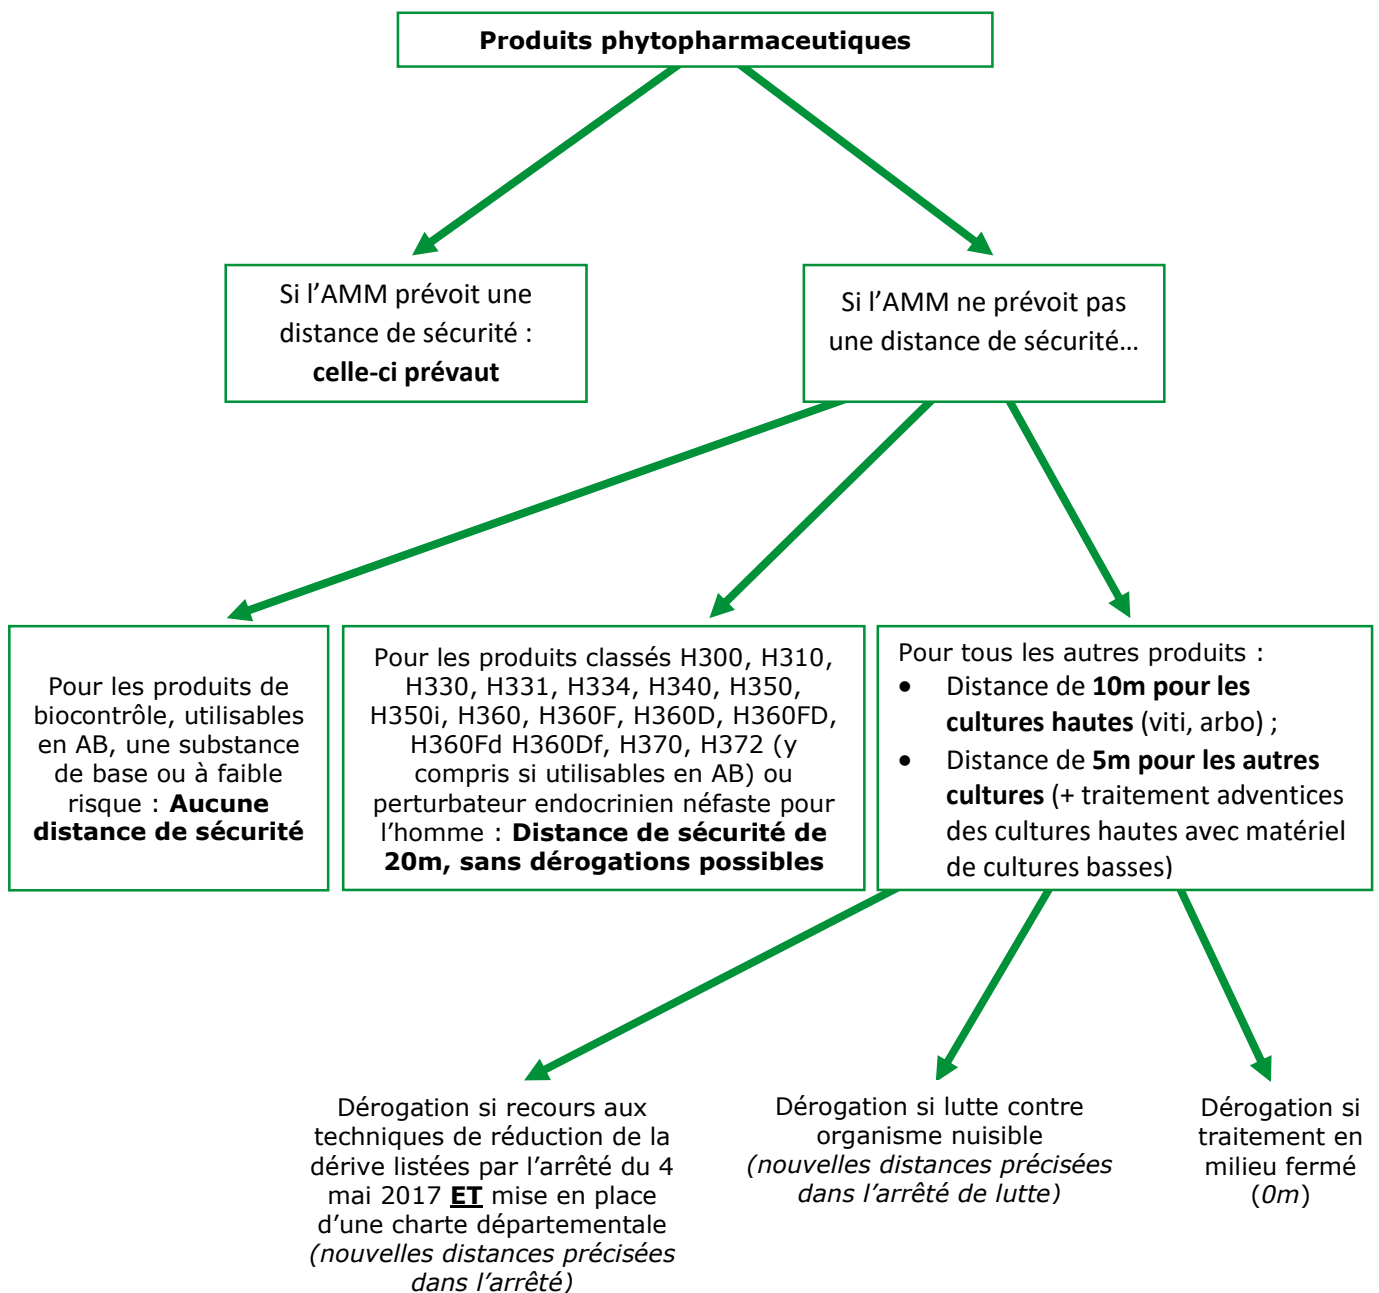 Produits phytopharmaceutiques
Si l’AMM prévoit une
distance de sécurité :
celle-ci prévaut
Si l’AMM ne prévoit pas
une distance de sécurité…
Pour les produits de
biocontrôle, utilisables
en AB, une substance
de base ou à faible
risque : Aucune
distance de sécurité
Pour les produits classés H300, H310,
H330, H331, H334, H340, H350,
H350i, H360, H360F, H360D, H360FD,
H360Fd H360Df, H370, H372 (y
compris si utilisables en AB) ou
perturbateur endocrinien néfaste pour
l’homme : Distance de sécurité de
20m, sans dérogations possibles
Pour tous les autres produits :
• Distance de 10m pour les
cultures hautes (viti, arbo) ;
• Distance de 5m pour les autres
cultures (+ traitement adventices
des cultures hautes avec matériel
de cultures basses)
Dérogation si recours aux
techniques de réduction de la
dérive listées par l’arrêté du 4
mai 2017 ET mise en place
d’une charte départementale
(nouvelles distances précisées
dans l’arrêté)
Dérogation si lutte contre
organisme nuisible
(nouvelles distances précisées
dans l’arrêté de lutte)
Dérogation si
traitement en
milieu fermé
(0m)